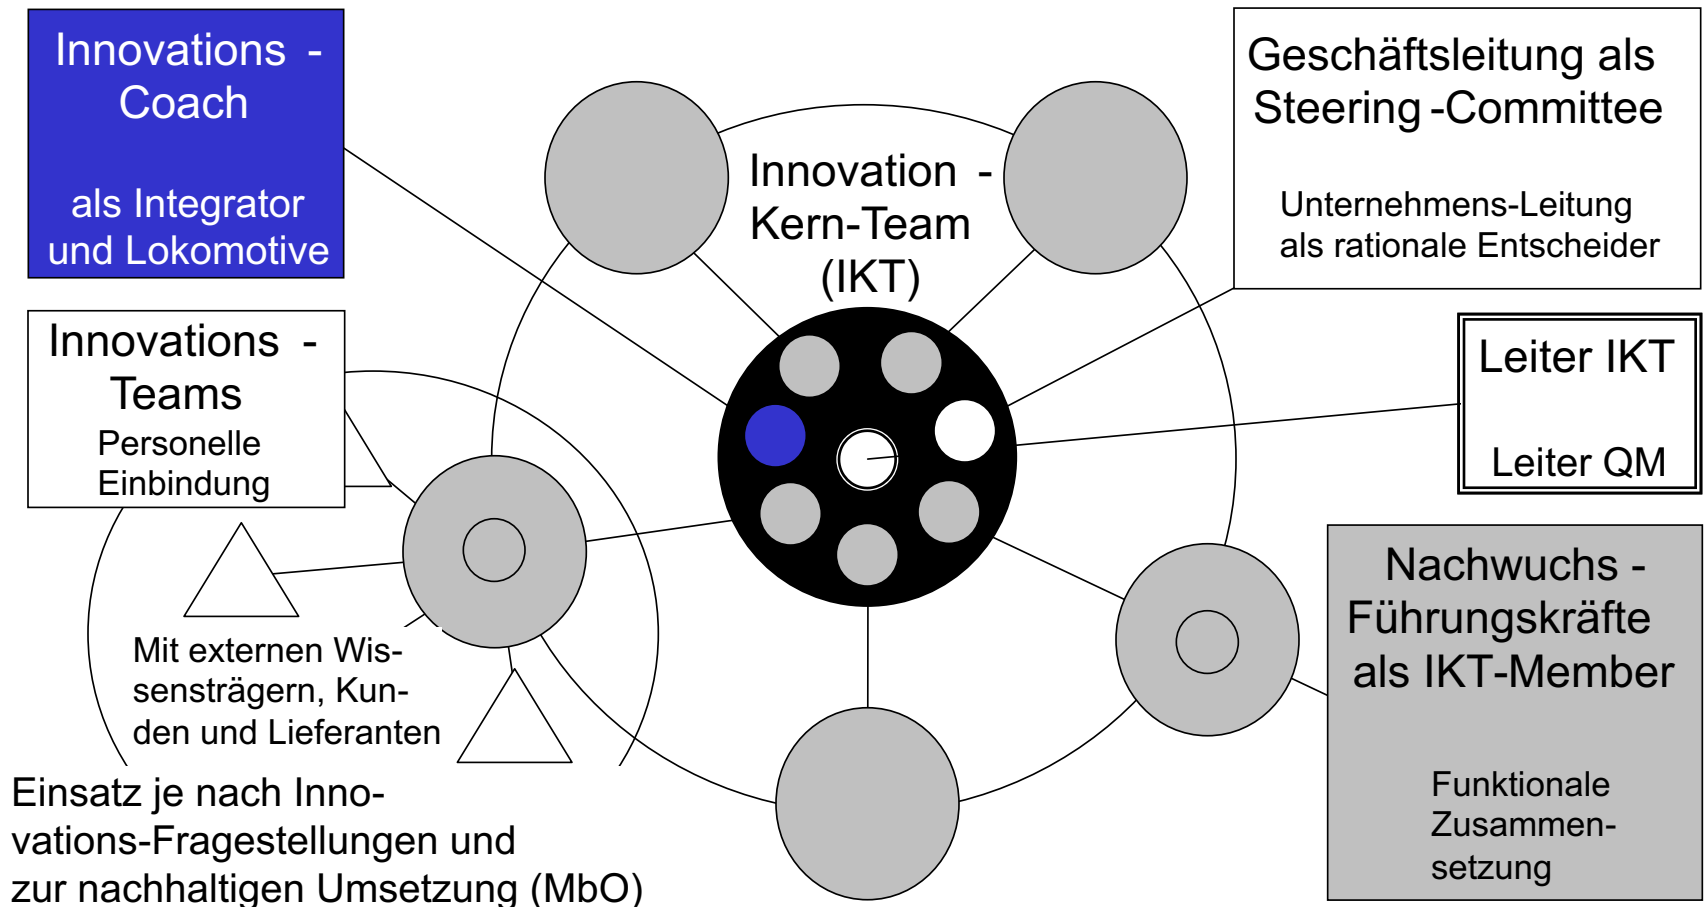 Innovations -
Coach
als Integrator
und Lokomotive
Innovations -
Teams
Personelle
Einbindung
Mit externen Wis-
sensträgern, Kun-
den und Lieferanten
Einsatz je nach Inno-
vations-Fragestellungen und
zur nachhaltigen Umsetzung (MbO)
Innovation -
Kern-Team
(IKT)
Geschäftsleitung als
Steering -Committee
Unternehmens-Leitung
als rationale Entscheider
Leiter IKT
Leiter QM
Nachwuchs -
Führungskräfte
als IKT-Member
Funktionale
Zusammen-
setzung